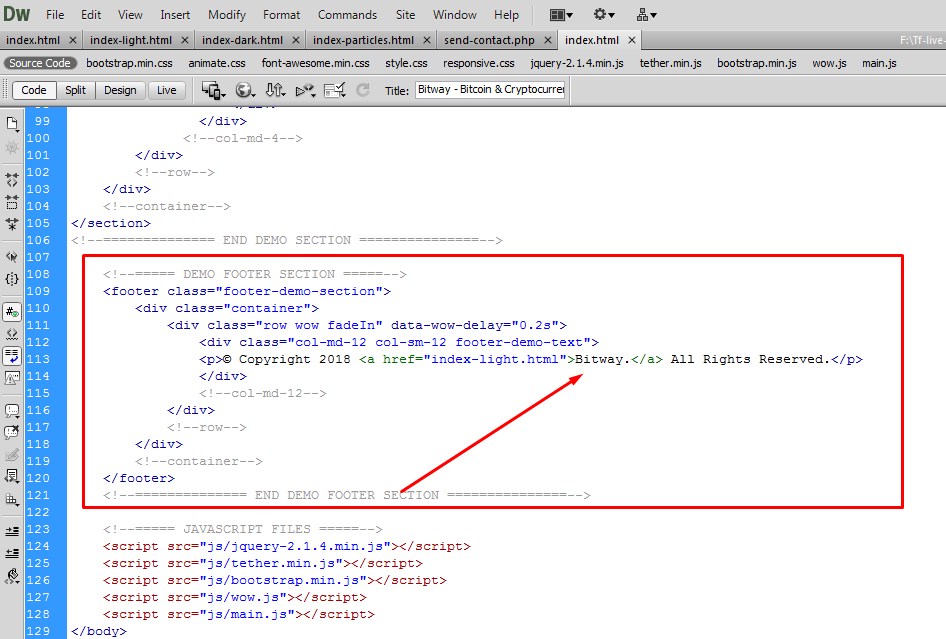 Dw File Edit View Insert Modify Format Commands Site Window Help
index.html × index-light.html × index-dark.html × index-particles.html × send-contact.php × index.html × F:\Tf-live-
Source Code bootstrap.min.css animate.css font-awesome.min.css style.css responsive.css jquery-2.1.4.min.js tether.min.js bootstrap.min.js wow.js main.js
Code Split Design Live Title: Bitway - Bitcoin & Cryptocurrer
98 </div>
99 </div>
100 <!--col-md-4-->
101 </div>
102 <!--row-->
103 </div>
104 <!--container-->
105 </section>
106 <!--============== END DEMO SECTION ===============-->
107
108 <!--===== DEMO FOOTER SECTION =====-->
109 <footer class="footer-demo-section">
110 <div class="container">
111 <div class="row wow fadeIn" data-wow-delay="0.2s">
112 <div class="col-md-12 col-sm-12 footer-demo-text">
113 <p>© Copyright 2018 <a href="index-light.html">Bitway.</a> All Rights Reserved.</p>
114 </div>
115 <!--col-md-12-->
116 </div>
117 <!--row-->
118 </div>
119 <!--container-->
120 </footer>
121 <!--============== END DEMO FOOTER SECTION ===============-->
122
123 <!--===== JAVASCRIPT FILES =====-->
124 <script src="js/jquery-2.1.4.min.js"></script>
125 <script src="js/tether.min.js"></script>
126 <script src="js/bootstrap.min.js"></script>
127 <script src="js/wow.js"></script>
128 <script src="js/main.js"></script>
129 </body>